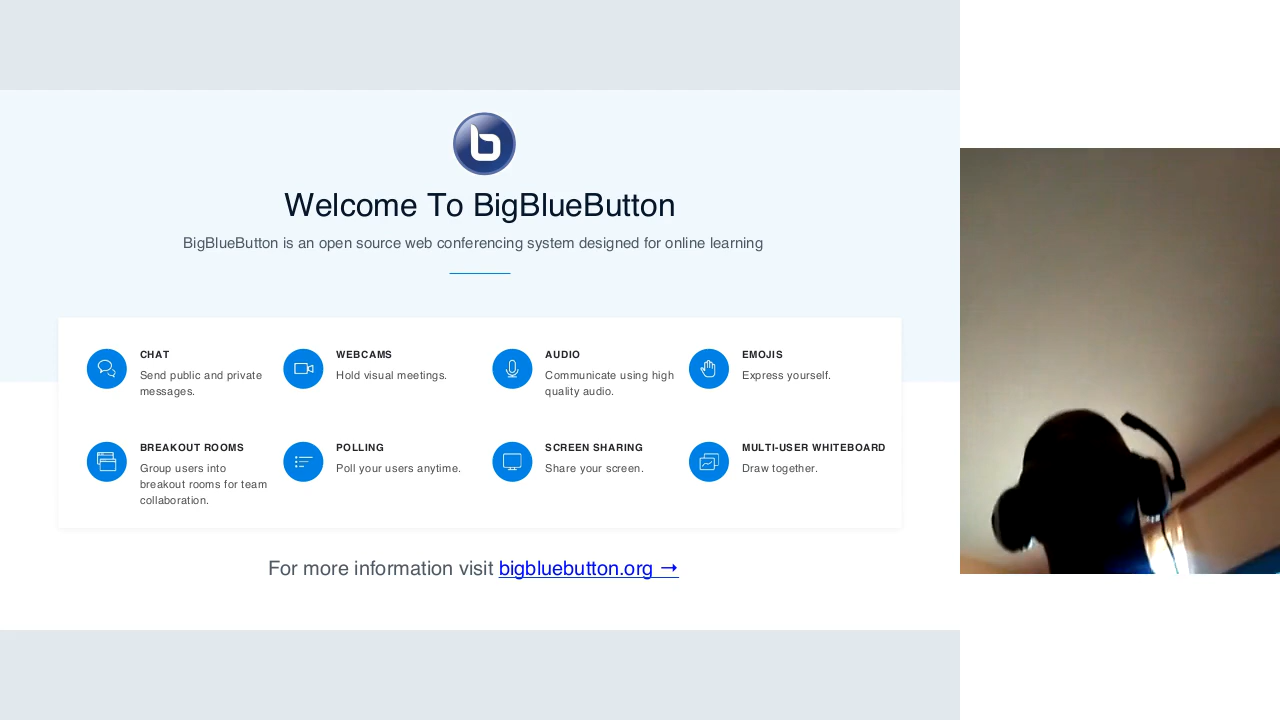 Welcome To BigBlueButton
BigBlueButton is an open source web conferencing system designed for online learning
CHAT
Send public and private
messages.
WEBCAMS
Hold visual meetings.
AUDIO
Communicate using high
quality audio.
EMOJIS
Express yourself.
BREAKOUT ROOMS
Group users into
breakout rooms for team
collaboration.
POLLING
Poll your users anytime.
SCREEN SHARING
Share your screen.
MULTI-USER WHITEBOARD
Draw together.
For more information visit bigbluebutton.org →